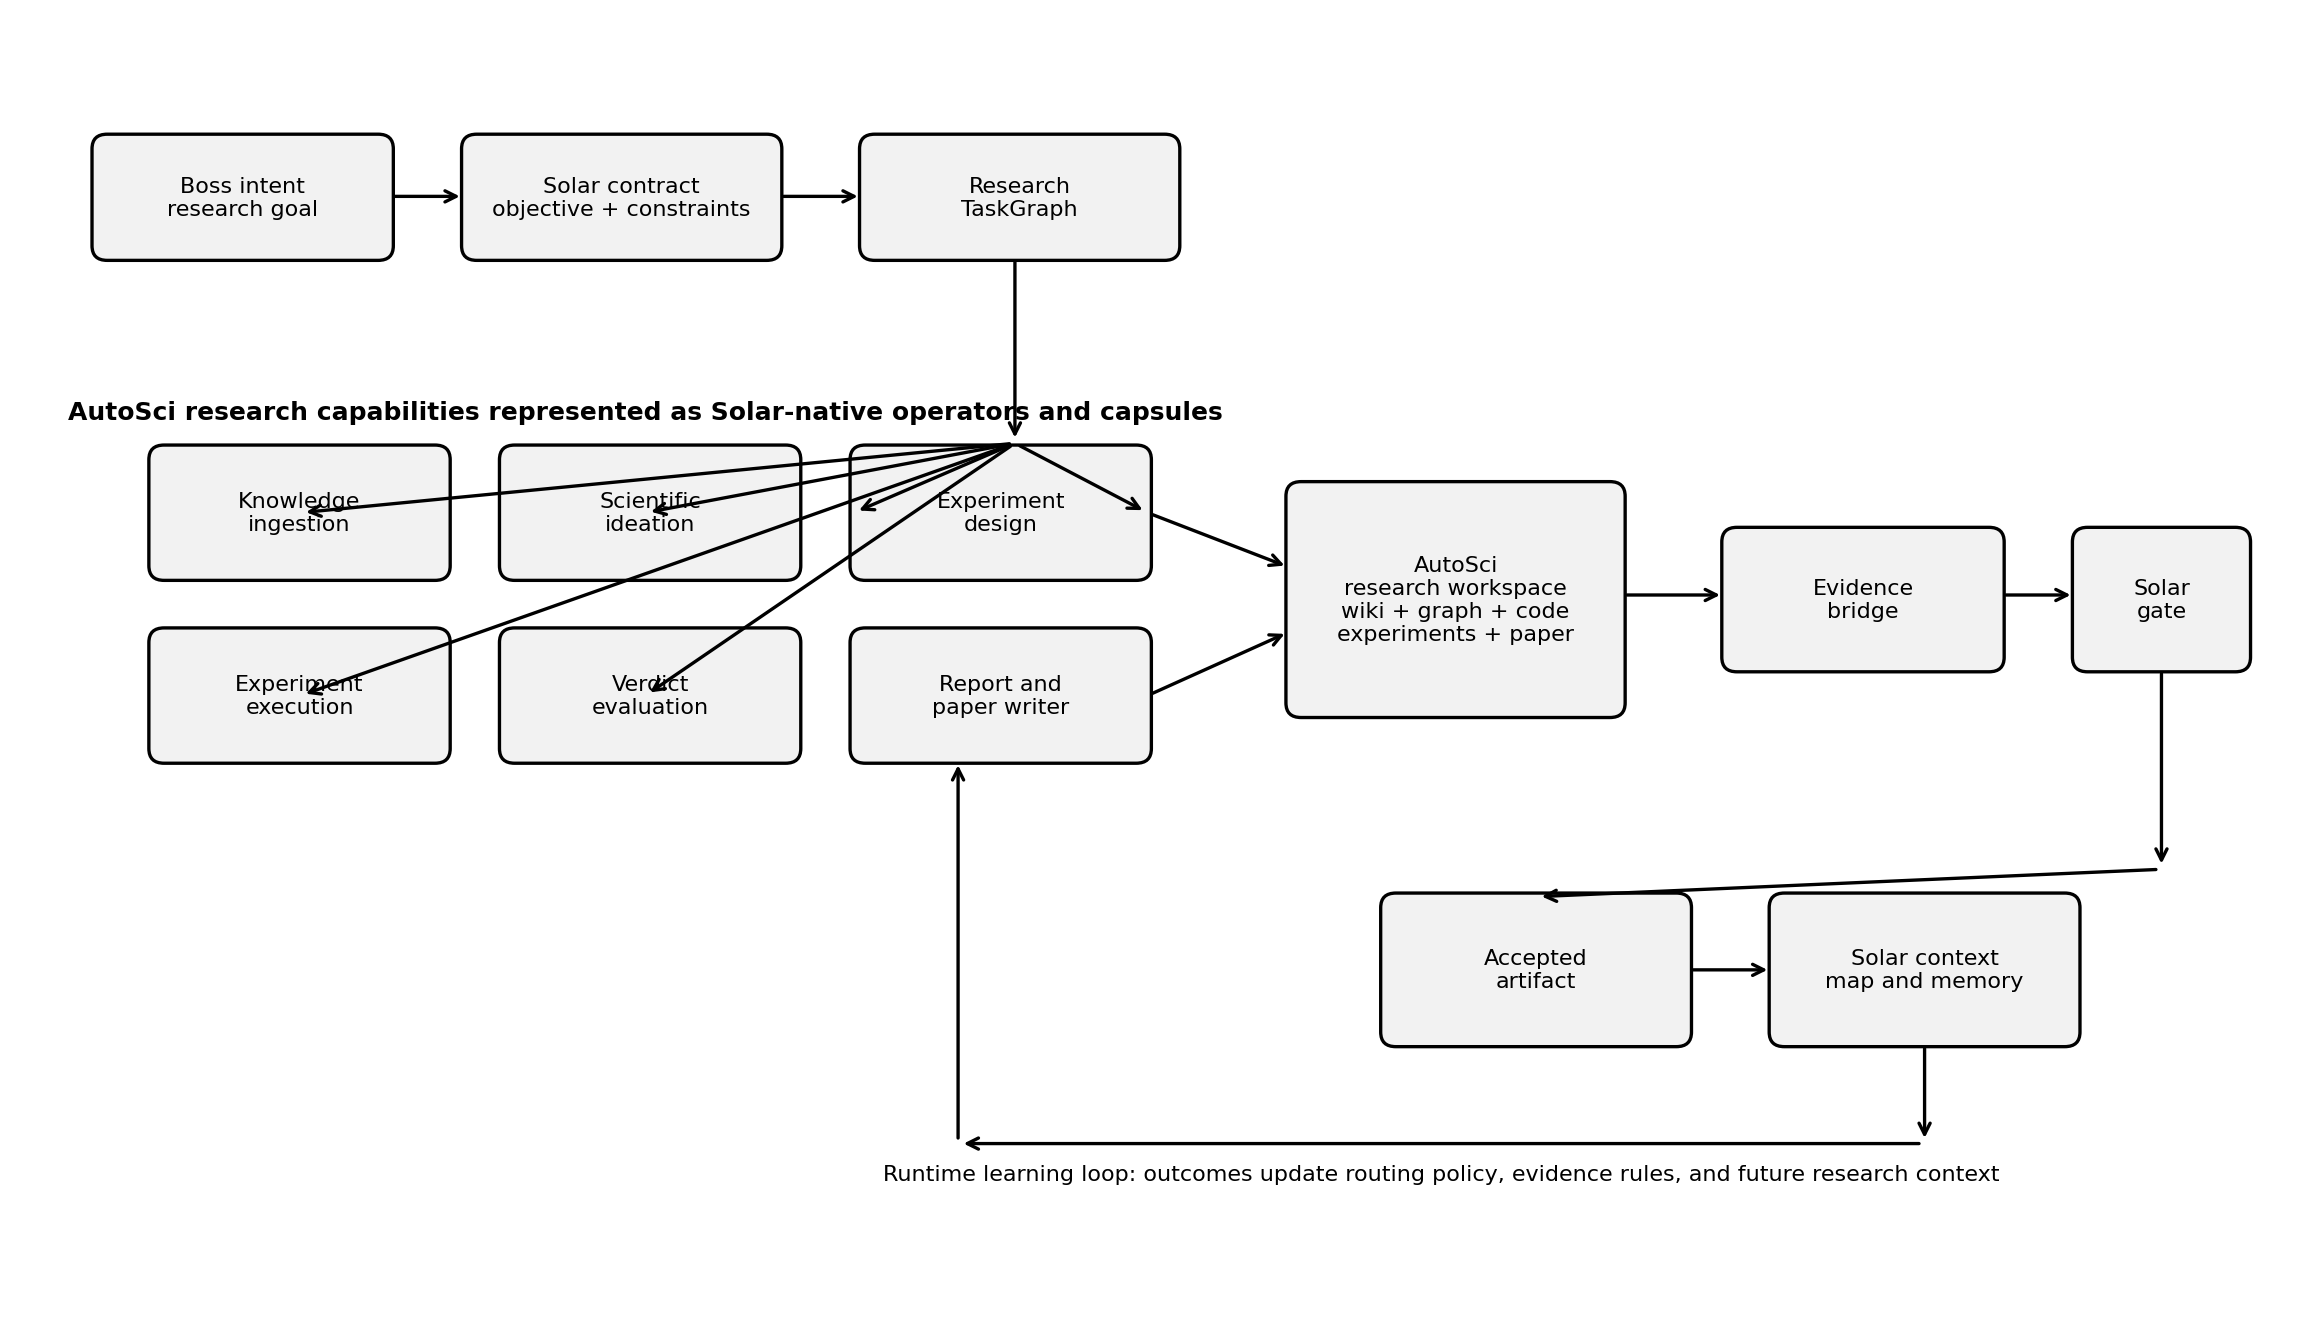 Boss intent
research goal
Solar contract
objective + constraints
Research
TaskGraph
AutoSci research capabilities represented as Solar-native operators and capsules
Knowledge
ingestion
Scientific
ideation
Experiment
design
Experiment
execution
Verdict
evaluation
Report and
paper writer
AutoSci
research workspace
wiki + graph + code
experiments + paper
Evidence
bridge
Solar
gate
Accepted
artifact
Solar context
map and memory
Runtime learning loop: outcomes update routing policy, evidence rules, and future research context